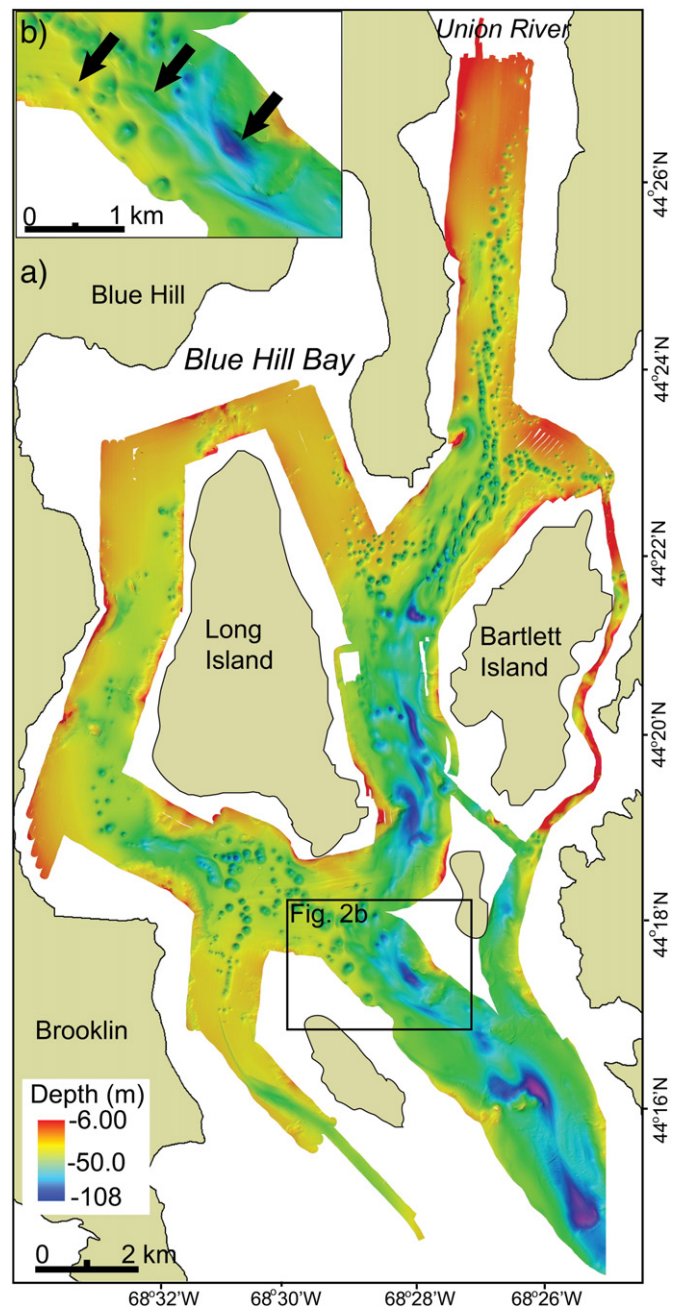 b)
Union River
0 1 km
44°26'N
a)
Blue Hill
Blue Hill Bay
44°24'N
44°22'N
Long
Island
Bartlett
Island
44°20'N
Fig. 2b
44°18'N
Brooklin
Depth (m)
-6.00
-50.0
-108
44°16'N
0 2 km
68°32'W 68°30'W 68°28'W 68°26'W